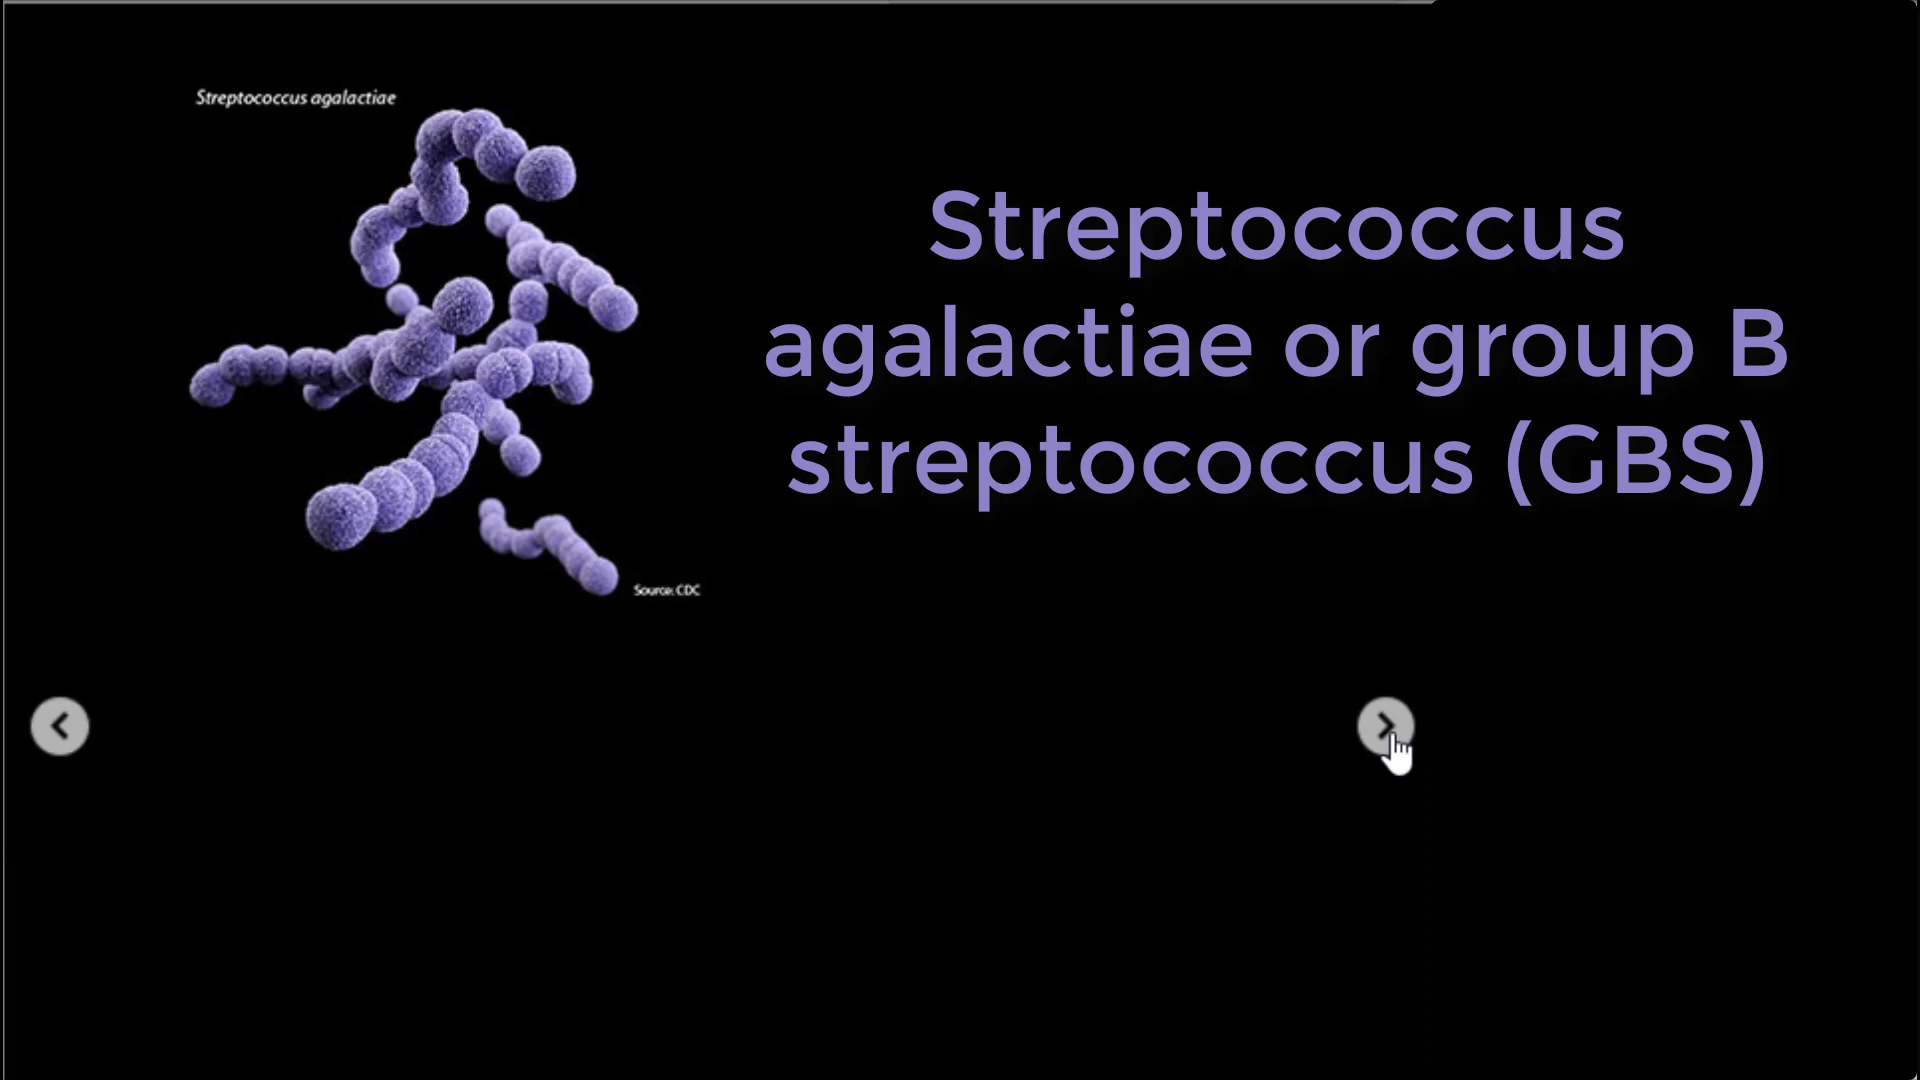 Streptococcus agalactiae
Streptococcus
agalactiae or group B
streptococcus (GBS)
Source: CDC